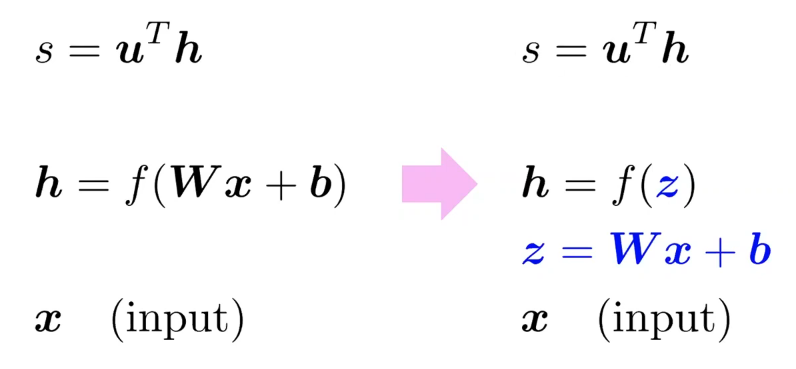 s = u^T h
h = f(Wx + b)
x (input)
s = u^T h
h = f(z)
z = Wx + b
x (input)